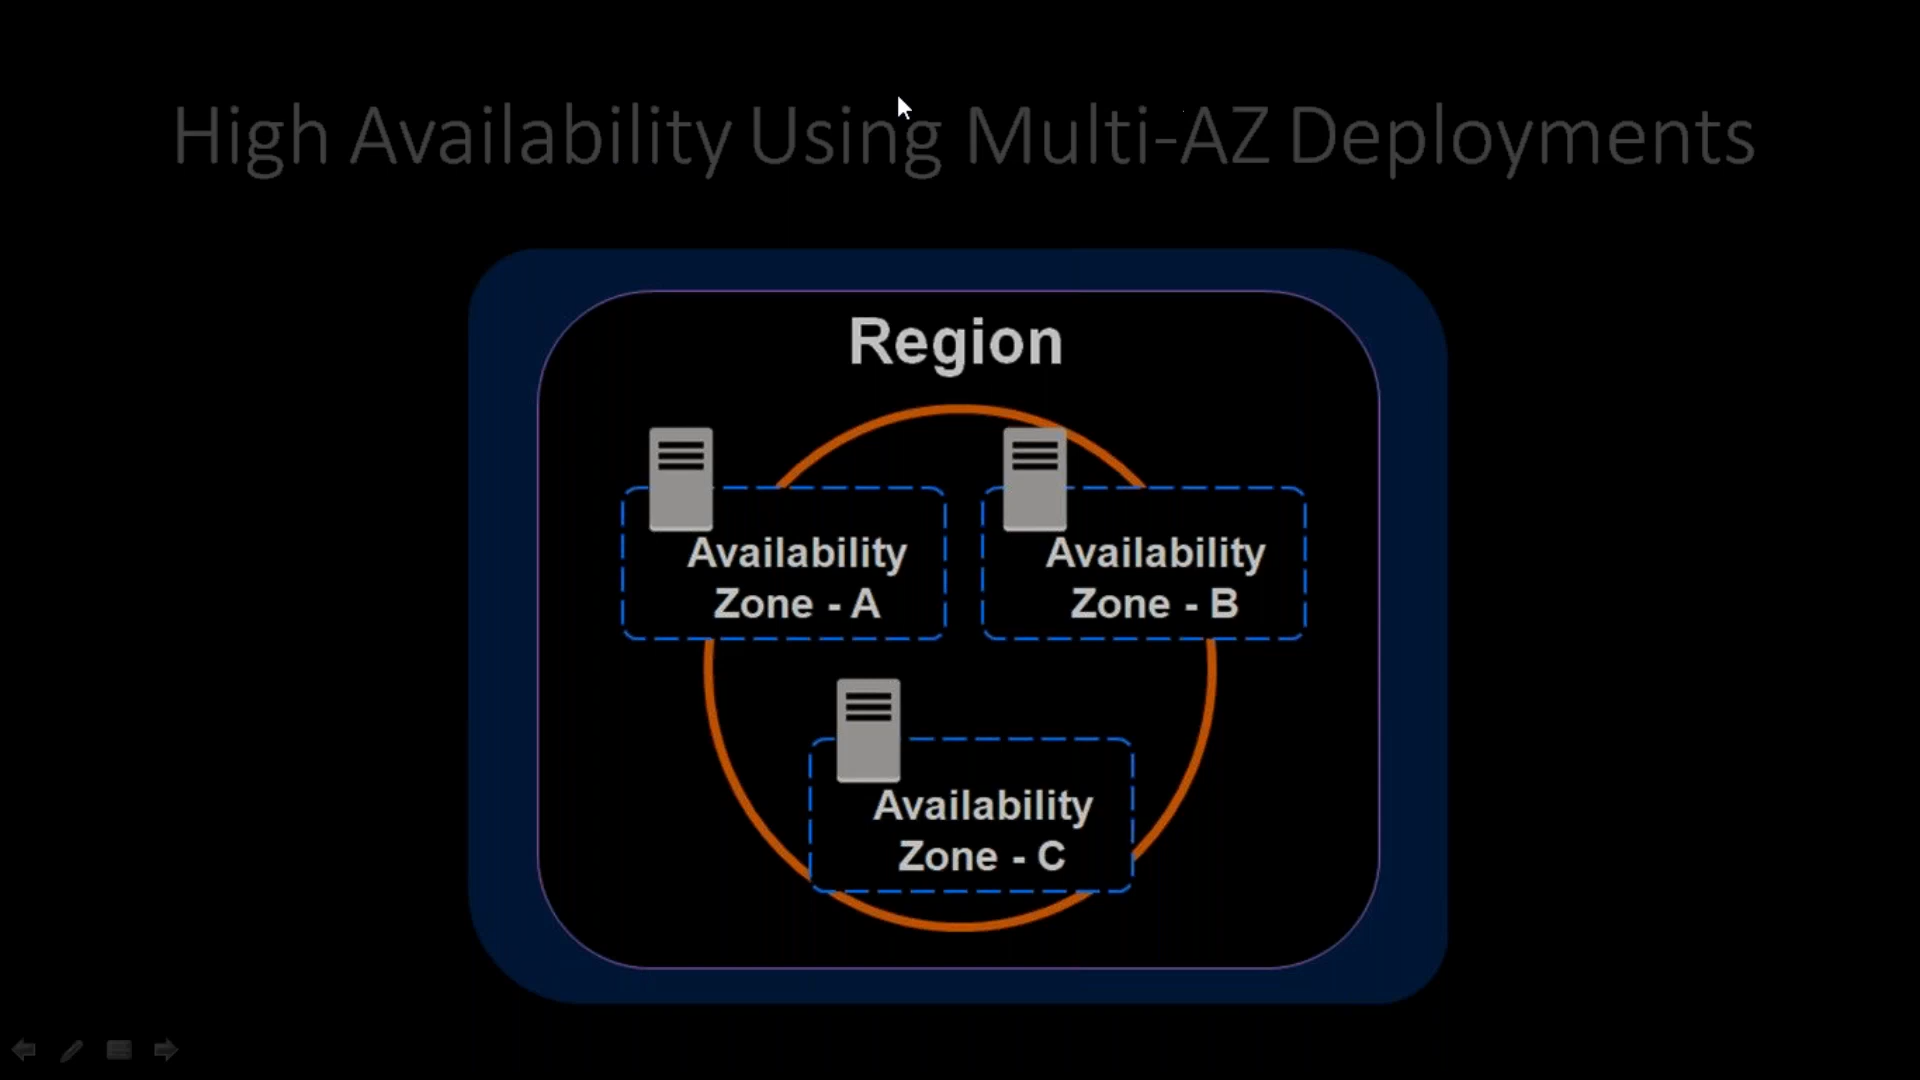 High Availability Using Multi-AZ Deployments
Region
Availability
Zone - A
Availability
Zone - B
Availability
Zone - C